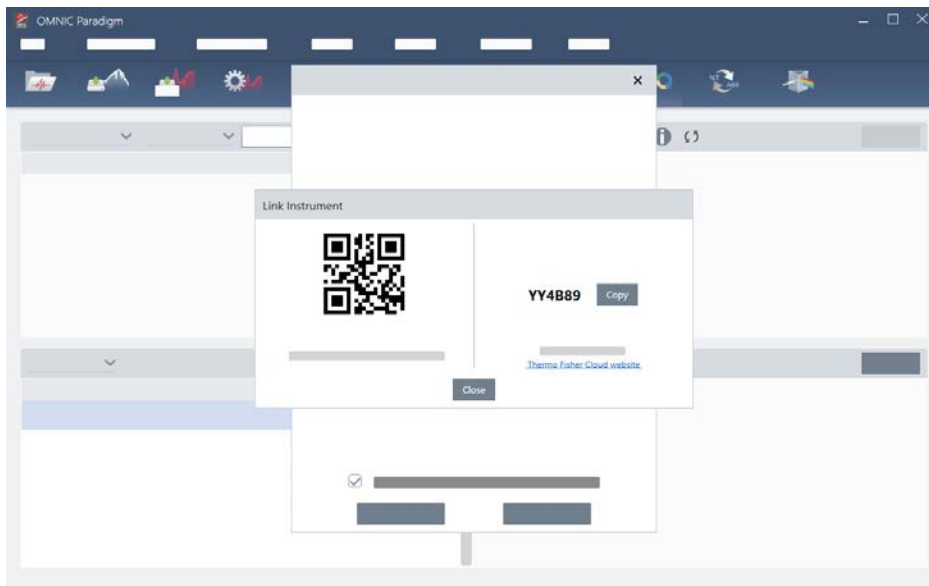 OMNIC Paradigm
Link Instrument
YY4B89 Copy
Thermo Fisher Cloud website
Close